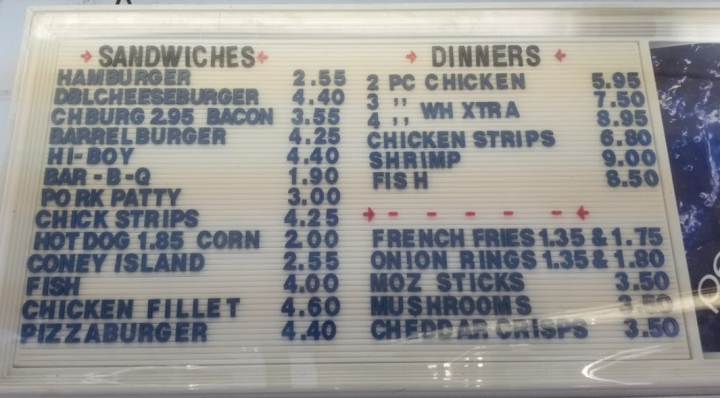 SANDWICHES
HAMBURGER 2.55
DBLCHEESEBURGER 4.40
CHBURG 2.95 BACON 3.55
BARREL BURGER 4.25
HI-BOY 4.40
BAR-B-Q 1.90
PORK PATTY 3.00
CHICK STRIPS 4.25
HOT DOG 1.85 CORN 2.00
CONEY ISLAND 2.55
FISH 4.00
CHICKEN FILLET 4.60
PIZZABURGER 4.40
DINNERS
2 PC CHICKEN 5.95
3 " 7.50
4 " WH XTRA 8.95
CHICKEN STRIPS 6.80
SHRIMP 9.00
FISH 8.50
FRENCH FRIES 1.35 & 1.75
ONION RINGS 1.35 & 1.80
MOZ STICKS 3.50
MUSHROOMS 3.50
CHEDDAR CRISPS 3.50